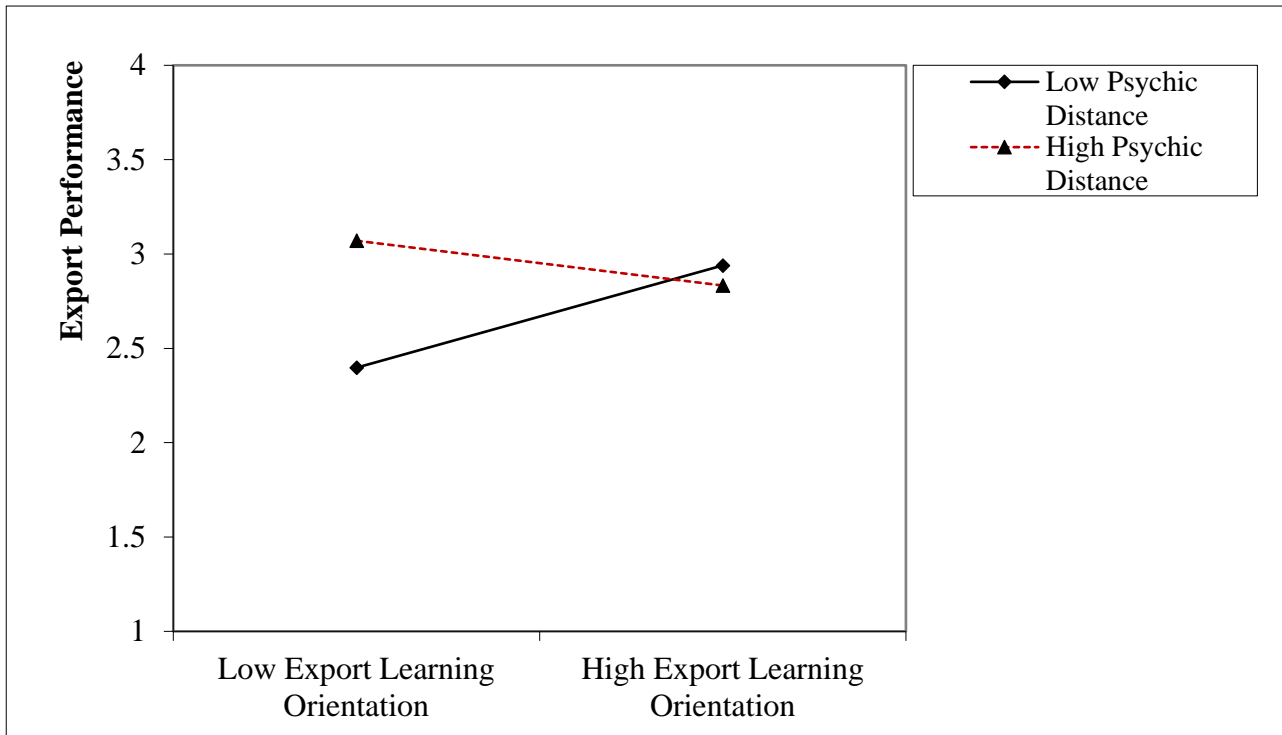 Export Performance
4
3.5
3
2.5
2
1.5
1
Low Export Learning
Orientation
High Export Learning
Orientation
Low Psychic
Distance
High Psychic
Distance